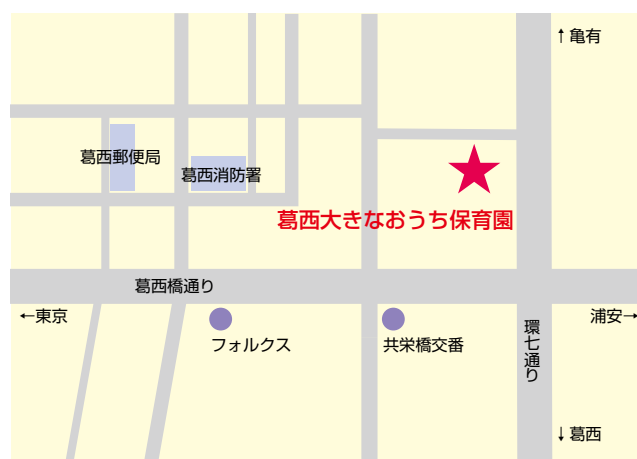 ↑亀有
葛西郵便局
葛西消防署
葛西大きなおうち保育園
葛西橋通り
←東京
浦安→
フォルクス
共栄橋交番
環七通り
↓葛西